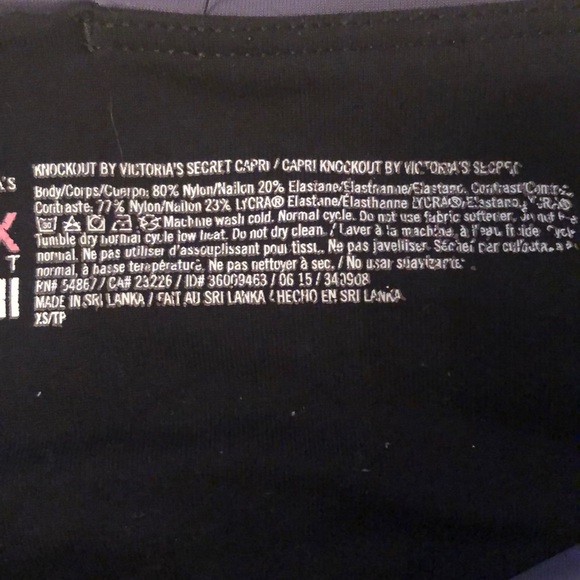 KNOCKOUT BY VICTORIA'S SECRET CAPRI / CAPRI KNOCKOUT BY VICTORIA'S SECRET
Body/Corps/Cuerpo: 80% Nylon/Nailon 20% Elastane/Élasthanne/Elastano. Contrast/Contraste/
Contraste: 77% Nylon/Nailon 23% LYCRA® Elastane/Élasthanne LYCRA®/Elastano LYCRA®
Machine wash cold. Normal cycle. Do not use fabric softener. Do not
Tumble dry normal cycle low heat. Do not dry clean. / Laver à la machine, à l'eau froide
normal. Ne pas utiliser d'assouplissant pour tissu. Ne pas javelliser. Sécher par culbutage
normal, à basse température. Ne pas nettoyer à sec. / No usar suavizante
RN# 54867 / CA# 23226 / ID# 36009463 / 06 15 / 340908
MADE IN SRI LANKA / FAIT AU SRI LANKA / HECHO EN SRI LANKA
XS/TP